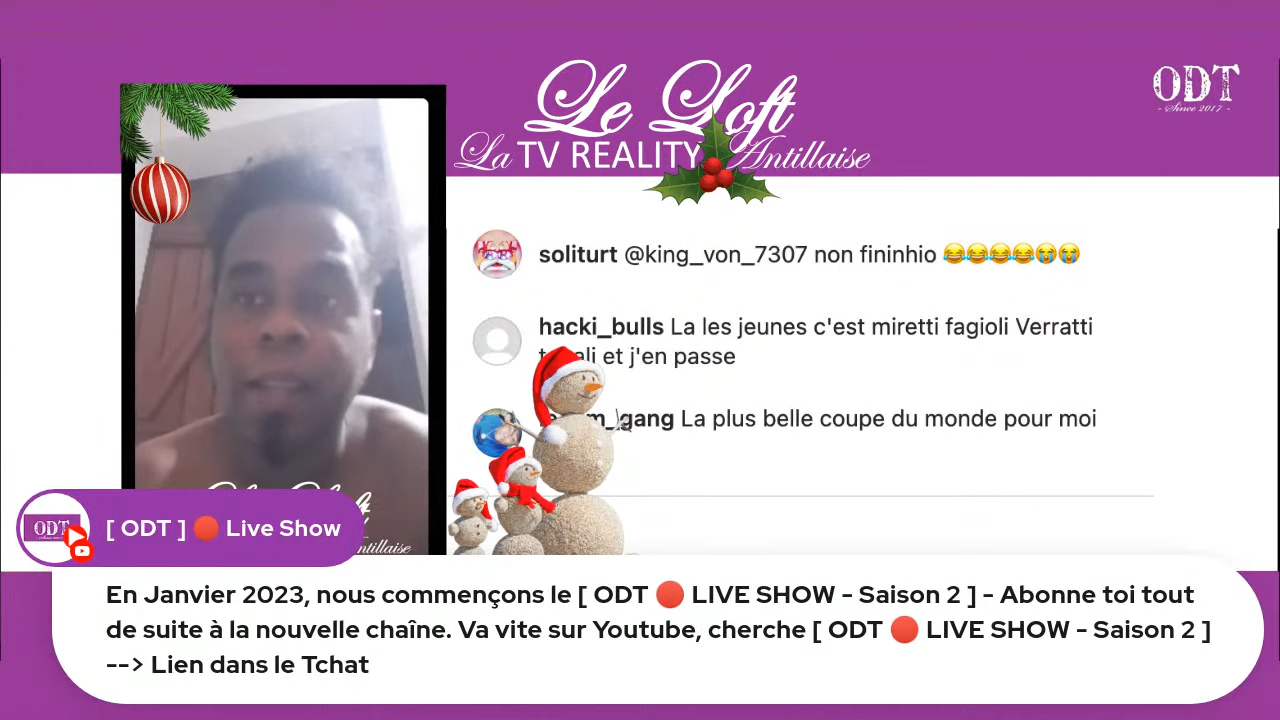 Le Loft
La TV REALITY Antillaise
ODT
- Since 2017 -
soliturt @king_von_7307 non fininhio 😂😂😂😂😭😭
hacki_bulls La les jeunes c'est miretti fagioli Verratti
et j'en passe
gang La plus belle coupe du monde pour moi
ntillaise
ODT
[ ODT ] 🔴 Live Show
En Janvier 2023, nous commençons le [ ODT 🔴 LIVE SHOW - Saison 2 ] - Abonne toi tout
de suite à la nouvelle chaîne. Va vite sur Youtube, cherche [ ODT 🔴 LIVE SHOW - Saison 2 ]
--> Lien dans le Tchat